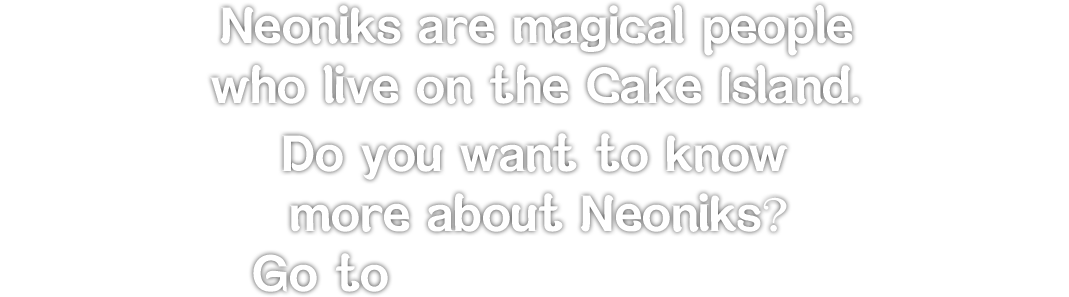 Neoniks are magical people
who live on the Cake Island.
Do you want to know
more about Neoniks?
Go to